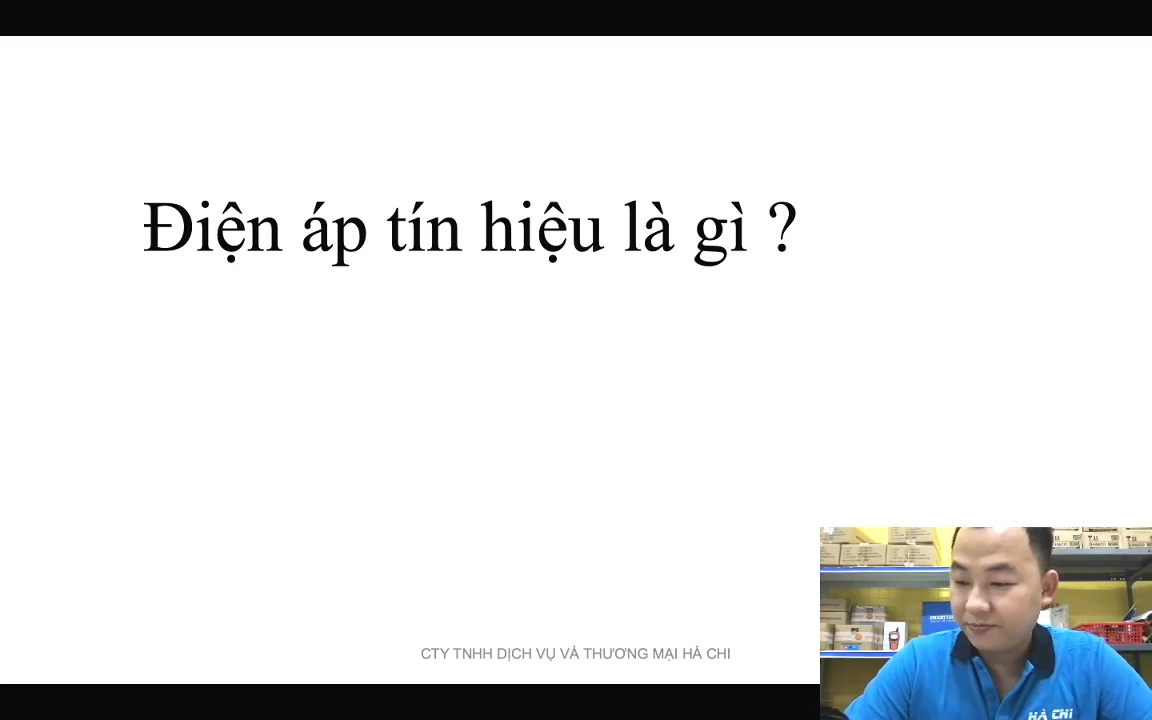 Điện áp tín hiệu là gì ?
CTY TNHH DỊCH VỤ VÀ THƯƠNG MẠI HÀ CHI
HÀ CHI